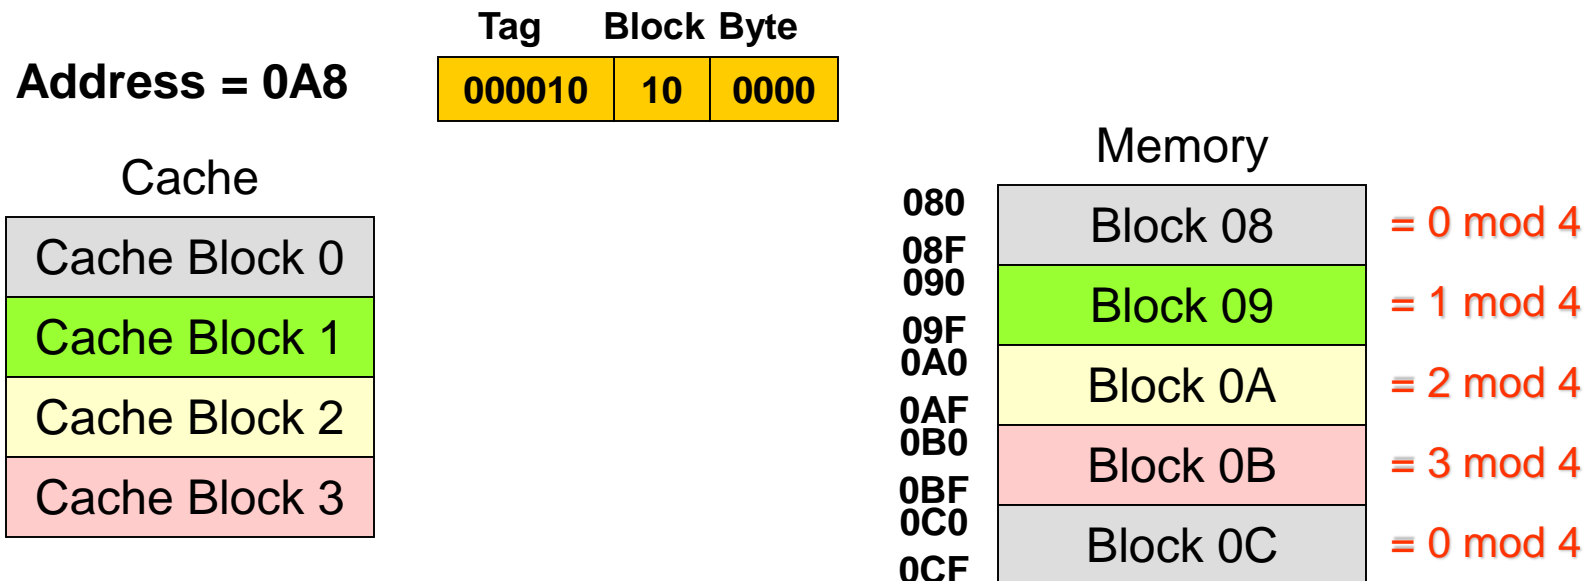 Tag Block Byte
Address = 0A8
000010 10 0000
Cache
Cache Block 0
Cache Block 1
Cache Block 2
Cache Block 3
Memory
080
08F
Block 08
= 0 mod 4
090
09F
Block 09
= 1 mod 4
0A0
0AF
Block 0A
= 2 mod 4
0B0
0BF
Block 0B
= 3 mod 4
0C0
0CF
Block 0C
= 0 mod 4